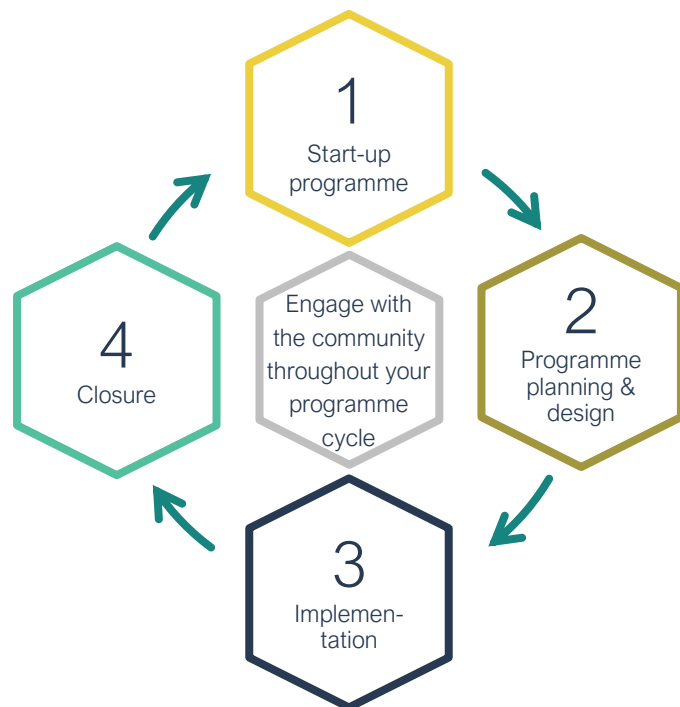 1
Start-up
programme
2
Programme
planning &
design
3
Implemen-
tation
4
Closure
Engage with
the community
throughout your
programme
cycle